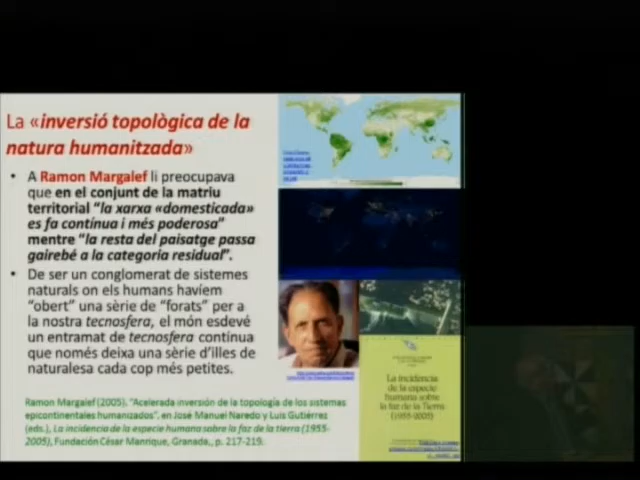 La «inversió topològica de la
natura humanitzada»
• A Ramon Margalef li preocupava
que en el conjunt de la matriu
territorial "la xarxa «domesticada»
es fa contínua i més poderosa"
mentre "la resta del paisatge passa
gairebé a la categoria residual".
• De ser un conglomerat de sistemes
naturals on els humans havíem
"obert" una sèrie de "forats" per a
la nostra tecnosfera, el món esdevé
un entramat de tecnosfera contínua
que només deixa una sèrie d'illes de
naturalesa cada cop més petites.
Ramon Margalef (2005). "Acelerada inversión de la topología de los sistemas
epicontinentales humanizados", en José Manuel Naredo y Luis Gutiérrez
(eds.), La incidencia de la especie humana sobre la faz de la tierra (1955-
2005), Fundación César Manrique, Granada,, p. 217-219.
La incidencia
de la especie
humana sobre
la faz de la Tierra
(1955-2005)